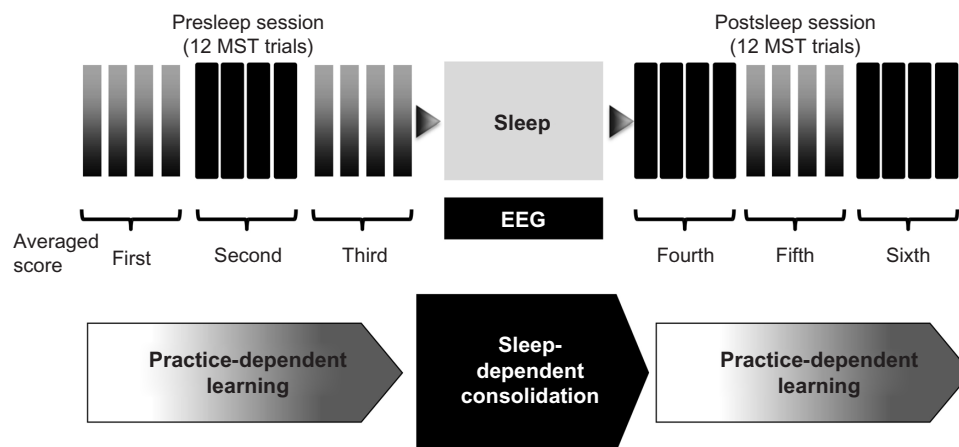 Presleep session
(12 MST trials)
Postsleep session
(12 MST trials)
Sleep
EEG
Averaged
score
First
Second
Third
Fourth
Fifth
Sixth
Practice-dependent
learning
Sleep-
dependent
consolidation
Practice-dependent
learning